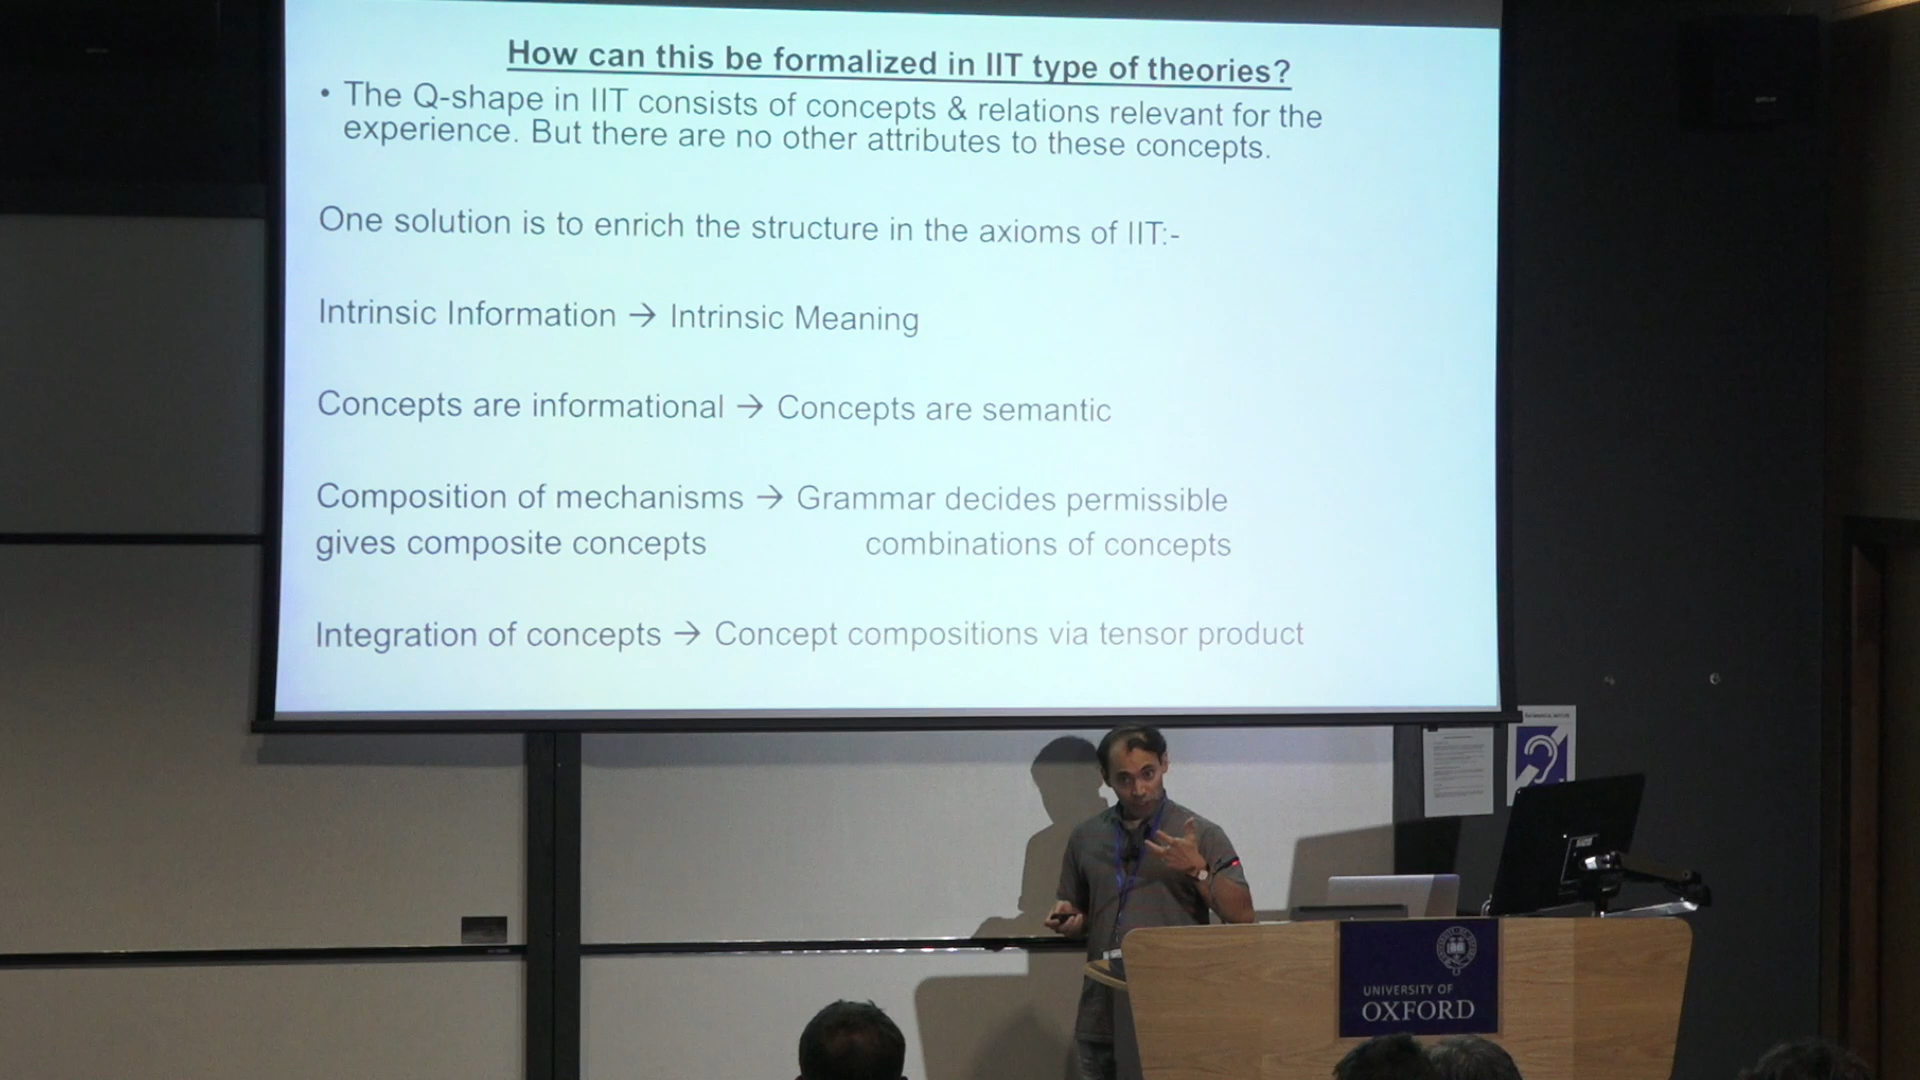 How can this be formalized in IIT type of theories?
• The Q-shape in IIT consists of concepts & relations relevant for the
experience. But there are no other attributes to these concepts.
One solution is to enrich the structure in the axioms of IIT:-
Intrinsic Information → Intrinsic Meaning
Concepts are informational → Concepts are semantic
Composition of mechanisms → Grammar decides permissible
gives composite concepts combinations of concepts
Integration of concepts → Concept compositions via tensor product
UNIVERSITY OF
OXFORD